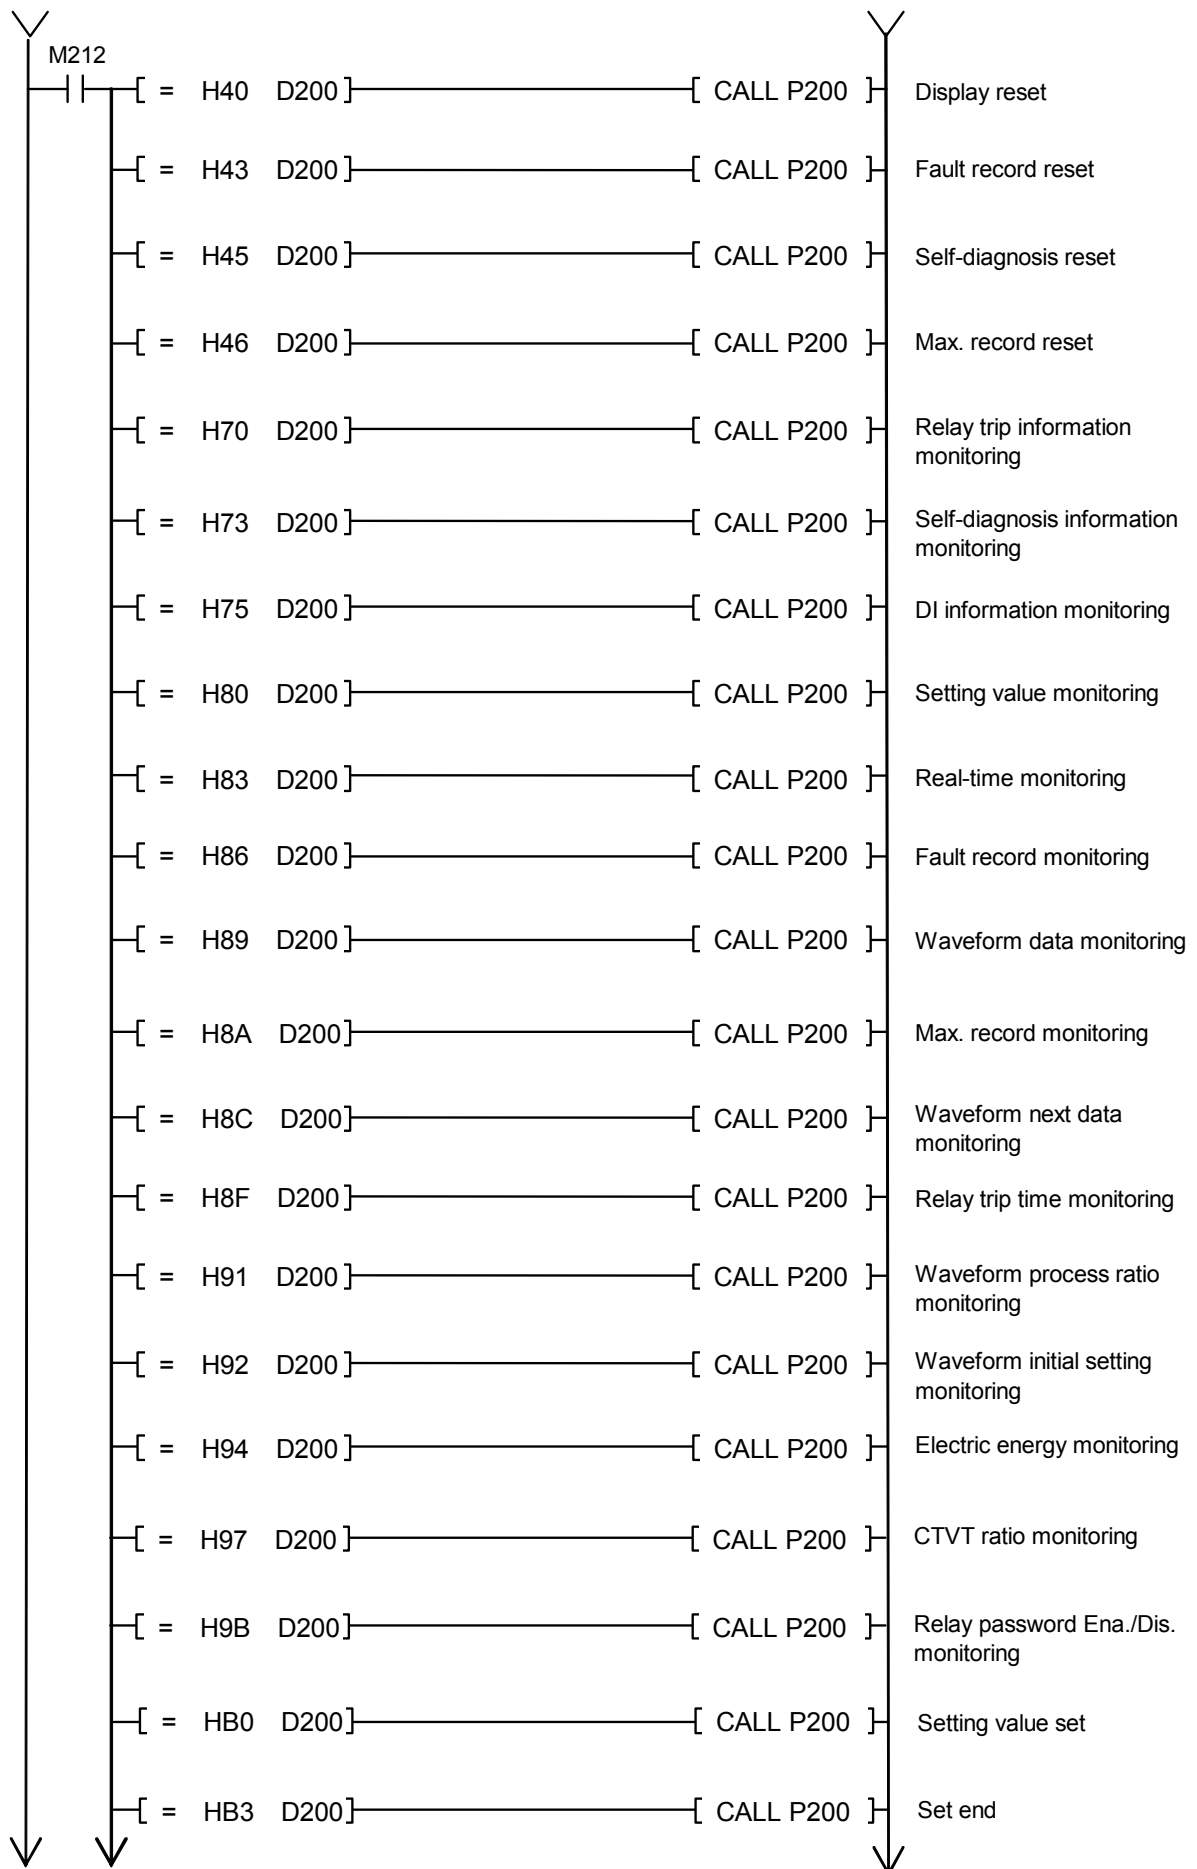 M212
[ = H40 D200 ] [ CALL P200 ] Display reset
[ = H43 D200 ] [ CALL P200 ] Fault record reset
[ = H45 D200 ] [ CALL P200 ] Self-diagnosis reset
[ = H46 D200 ] [ CALL P200 ] Max. record reset
[ = H70 D200 ] [ CALL P200 ] Relay trip information
monitoring
[ = H73 D200 ] [ CALL P200 ] Self-diagnosis information
monitoring
[ = H75 D200 ] [ CALL P200 ] DI information monitoring
[ = H80 D200 ] [ CALL P200 ] Setting value monitoring
[ = H83 D200 ] [ CALL P200 ] Real-time monitoring
[ = H86 D200 ] [ CALL P200 ] Fault record monitoring
[ = H89 D200 ] [ CALL P200 ] Waveform data monitoring
[ = H8A D200 ] [ CALL P200 ] Max. record monitoring
[ = H8C D200 ] [ CALL P200 ] Waveform next data
monitoring
[ = H8F D200 ] [ CALL P200 ] Relay trip time monitoring
[ = H91 D200 ] [ CALL P200 ] Waveform process ratio
monitoring
[ = H92 D200 ] [ CALL P200 ] Waveform initial setting
monitoring
[ = H94 D200 ] [ CALL P200 ] Electric energy monitoring
[ = H97 D200 ] [ CALL P200 ] CTVT ratio monitoring
[ = H9B D200 ] [ CALL P200 ] Relay password Ena./Dis.
monitoring
[ = HB0 D200 ] [ CALL P200 ] Setting value set
[ = HB3 D200 ] [ CALL P200 ] Set end